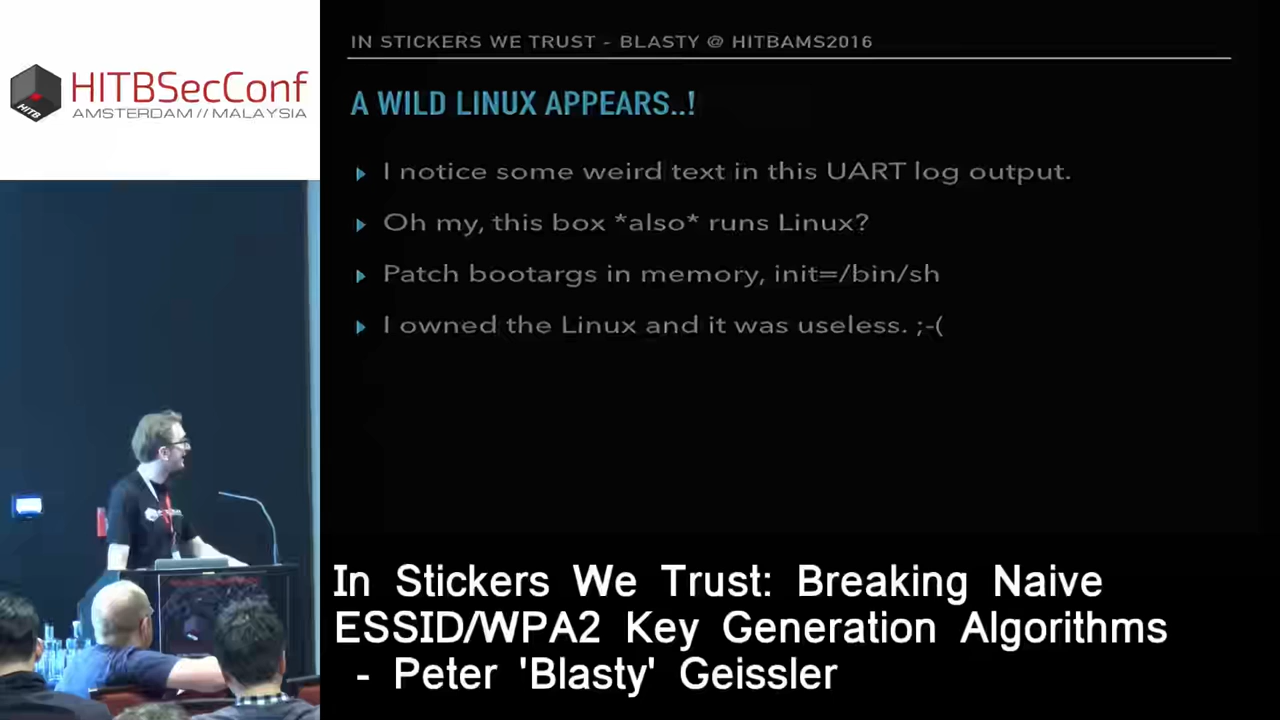 HITBSecConf
AMSTERDAM // MALAYSIA
HITB
IN STICKERS WE TRUST - BLASTY @ HITBAMS2016
A WILD LINUX APPEARS..!
I notice some weird text in this UART log output.
Oh my, this box *also* runs Linux?
Patch bootargs in memory, init=/bin/sh
I owned the Linux and it was useless. ;-(
In Stickers We Trust: Breaking Naive
ESSID/WPA2 Key Generation Algorithms
- Peter 'Blasty' Geissler